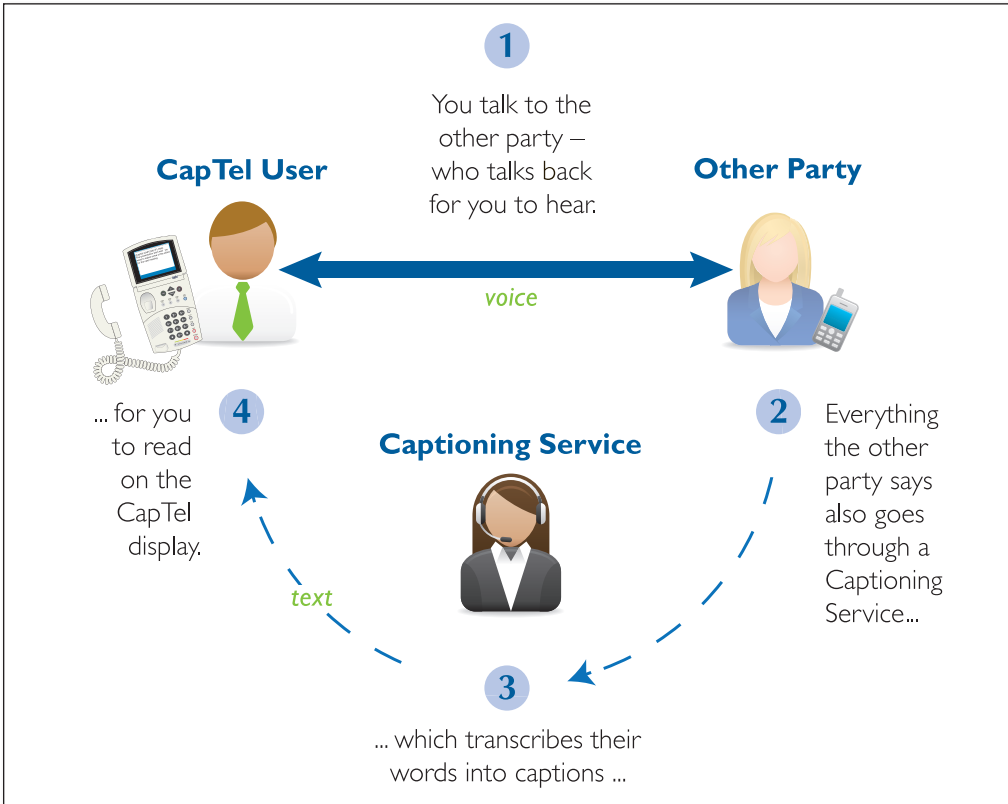 1
You talk to the
other party –
who talks back
for you to hear.
CapTel User
Other Party
voice
2
Everything
the other
party says
also goes
through a
Captioning
Service...
Captioning Service
3
... which transcribes their
words into captions ...
text
4
... for you
to read
on the
CapTel
display.